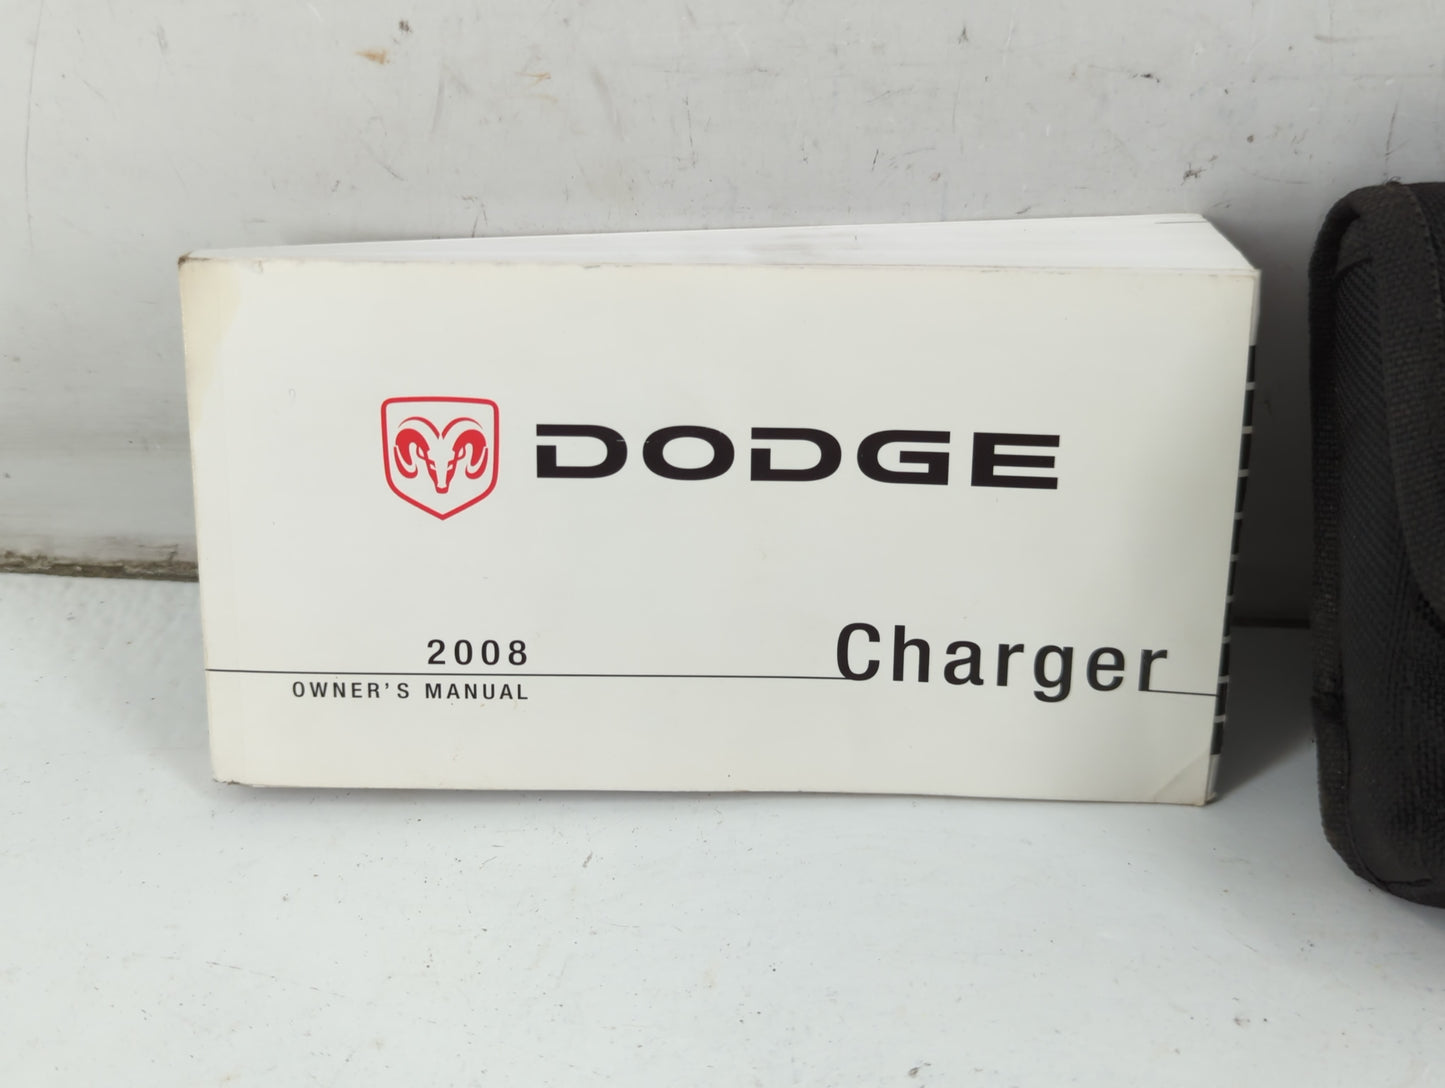 DODGE
2008
Charger
OWNER'S MANUAL